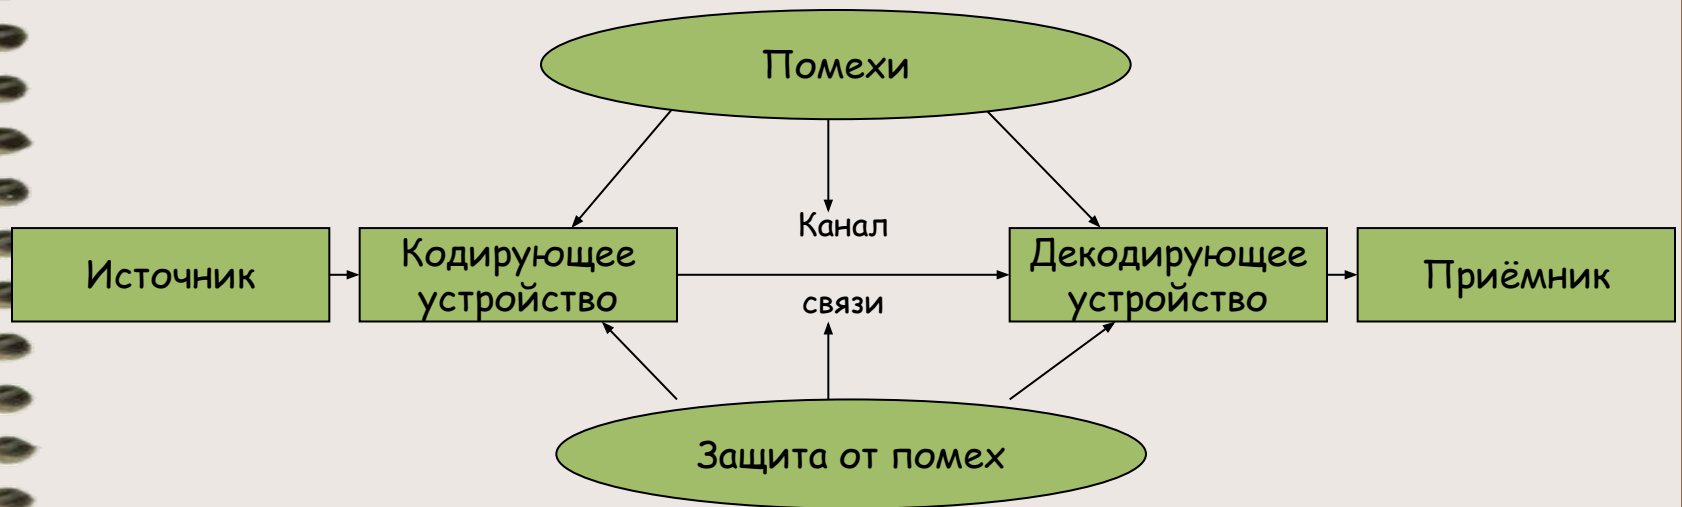 Помехи
Канал
Источник
Кодирующее
устройство
связи
Декодирующее
устройство
Приёмник
Защита от помех